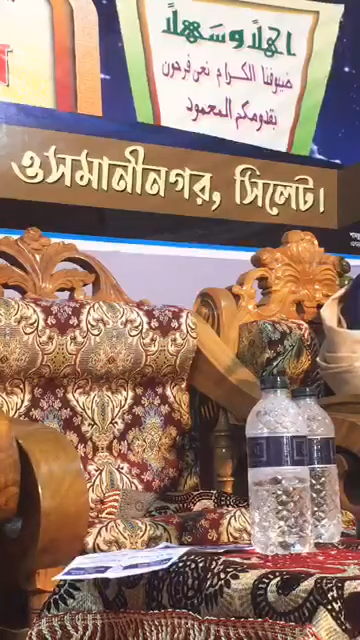 أهلاً وسهلاً
ضيوفنا الكرام نحن فرحون
بقدومكم المحمود
ওসমানীনগর, সিলেট।